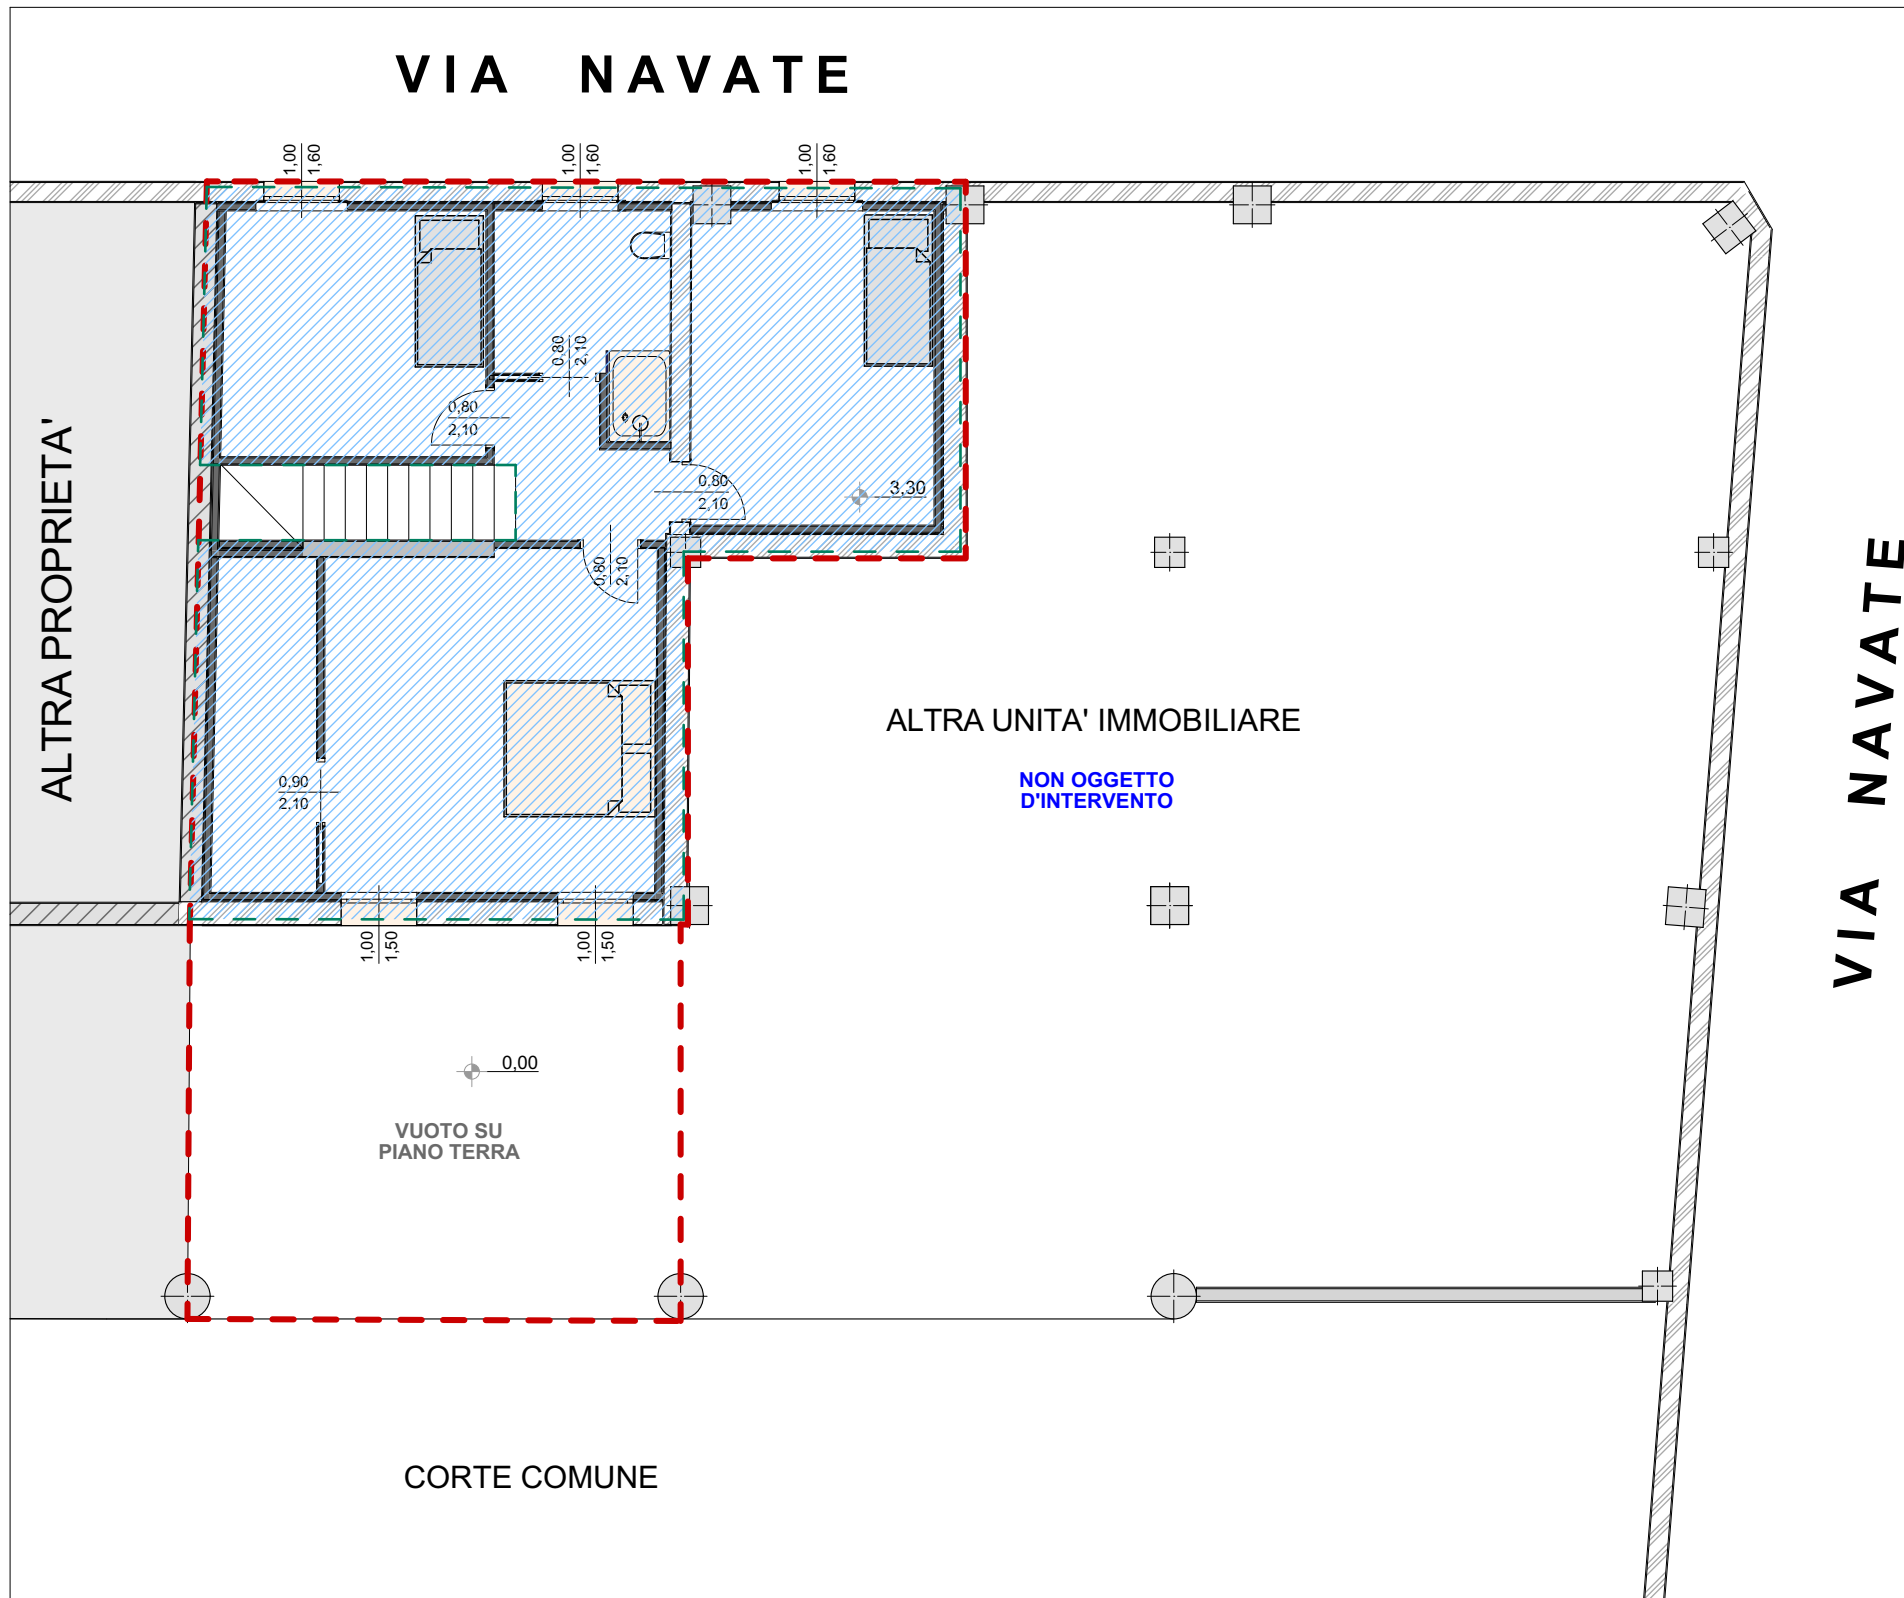 VIA NAVATE
1,00
1,60
1,00
1,60
1,00
1,60
0,80
2,10
0,80
2,10
0,80
2,10
3,30
0,80
2,10
ALTRA PROPRIETA'
VIA NAVATE
ALTRA UNITA' IMMOBILIARE
NON OGGETTO
D'INTERVENTO
0,90
2,10
1,00
1,50
1,00
1,50
0,00
VUOTO SU
PIANO TERRA
CORTE COMUNE